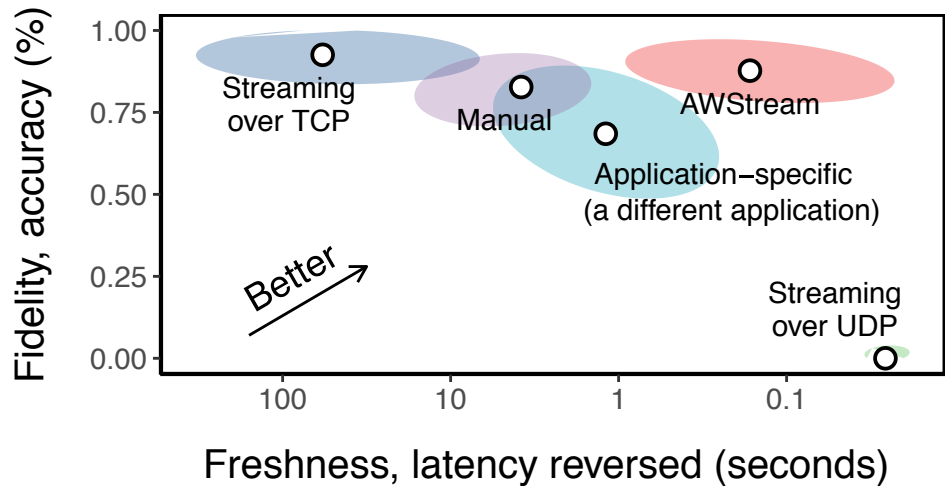 Fidelity, accuracy (%)
1.00
0.75
0.50
0.25
0.00
Streaming
over TCP
Manual
AWStream
Application−specific
(a different application)
Better
Streaming
over UDP
100
10
1
0.1
Freshness, latency reversed (seconds)